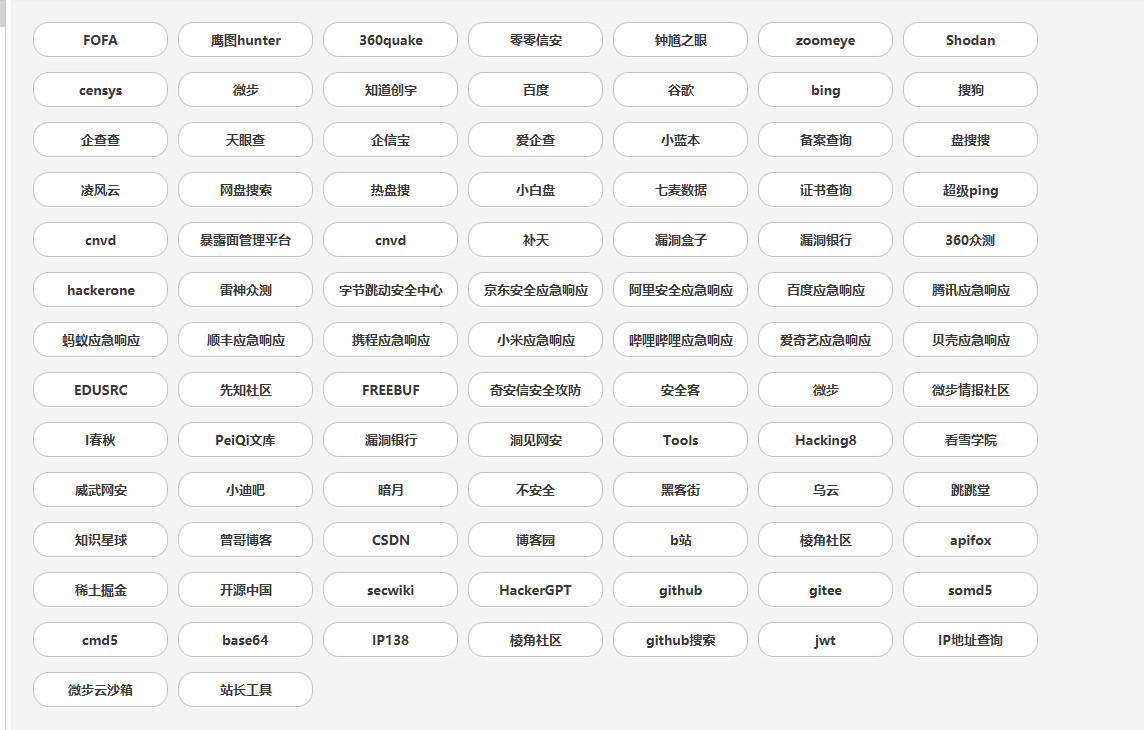 FOFA 鹰图hunter 360quake 零零信安 钟馗之眼 zoomeye Shodan
censys 微步 知道创宇 百度 谷歌 bing 搜狗
企查查 天眼查 企信宝 爱企查 小蓝本 备案查询 盘搜搜
凌风云 网盘搜索 热盘搜 小白盘 七麦数据 证书查询 超级ping
cnvd 暴露面管理平台 cnvd 补天 漏洞盒子 漏洞银行 360众测
hackerone 雷神众测 字节跳动安全中心 京东安全应急响应 阿里安全应急响应 百度应急响应 腾讯应急响应
蚂蚁应急响应 顺丰应急响应 携程应急响应 小米应急响应 哔哩哔哩应急响应 爱奇艺应急响应 贝壳应急响应
EDUSRC 先知社区 FREEBUF 奇安信安全攻防 安全客 微步 微步情报社区
I春秋 PeiQi文库 漏洞银行 洞见网安 Tools Hacking8 看雪学院
威武网安 小迪吧 暗月 不安全 黑客街 乌云 跳跳堂
知识星球 曾哥博客 CSDN 博客园 b站 棱角社区 apifox
稀土掘金 开源中国 secwiki HackerGPT github gitee somd5
cmd5 base64 IP138 棱角社区 github搜索 jwt IP地址查询
微步云沙箱 站长工具